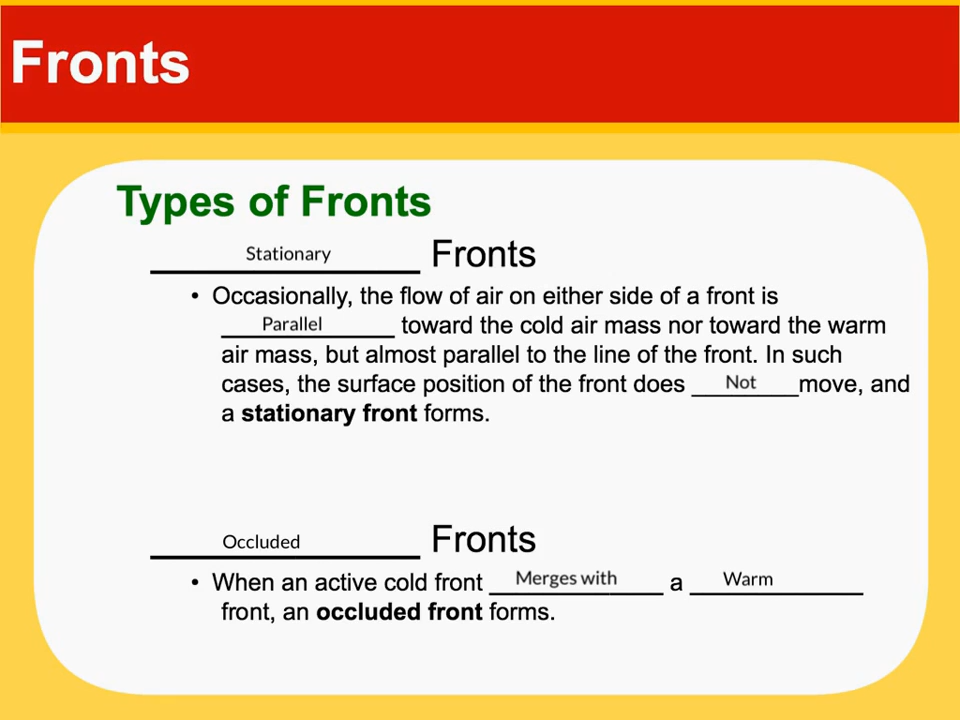 Fronts
Types of Fronts
Stationary Fronts
• Occasionally, the flow of air on either side of a front is
Parallel toward the cold air mass nor toward the warm
air mass, but almost parallel to the line of the front. In such
cases, the surface position of the front does Not move, and
a stationary front forms.
Occluded Fronts
• When an active cold front Merges with a Warm
front, an occluded front forms.